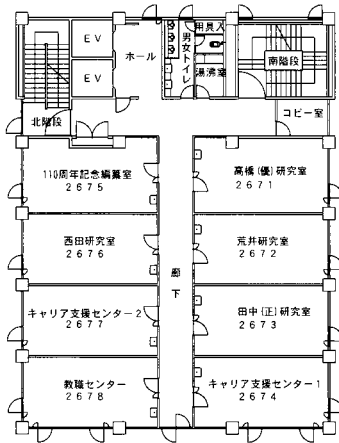 用具入
EV
ホール
男女トイレ
湯沸室
南階段
EV
北階段
コピー室
110周年記念編纂室
2675
高橋(優)研究室
2671
西田研究室
2676
荒井研究室
2672
廊下
キャリア支援センター2
2677
田中(正)研究室
2673
教職センター
2678
キャリア支援センター1
2674